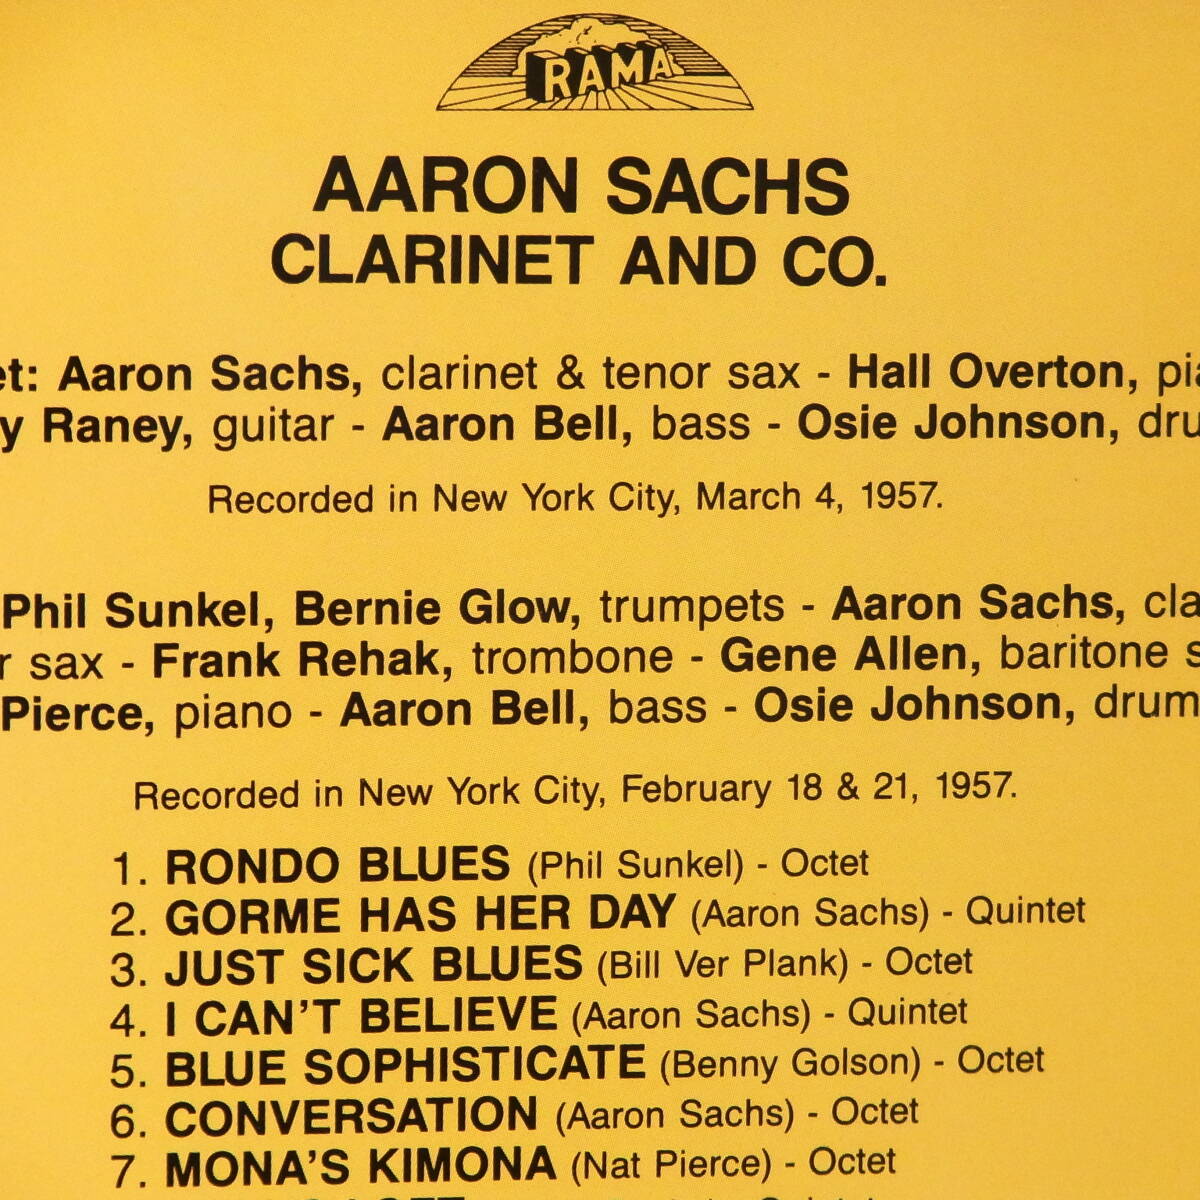 RAMA
AARON SACHS
CLARINET AND CO.
Aaron Sachs, clarinet & tenor sax - Hall Overton,
Raney, guitar - Aaron Bell, bass - Osie Johnson,
Recorded in New York City, March 4, 1957.
Phil Sunkel, Bernie Glow, trumpets - Aaron Sachs,
sax - Frank Rehak, trombone - Gene Allen, baritone
Pierce, piano - Aaron Bell, bass - Osie Johnson, drum
Recorded in New York City, February 18 & 21, 1957.
1. RONDO BLUES (Phil Sunkel) - Octet
2. GORME HAS HER DAY (Aaron Sachs) - Quintet
3. JUST SICK BLUES (Bill Ver Plank) - Octet
4. I CAN'T BELIEVE (Aaron Sachs) - Quintet
5. BLUE SOPHISTICATE (Benny Golson) - Octet
6. CONVERSATION (Aaron Sachs) - Octet
7. MONA'S KIMONA (Nat Pierce) - Octet